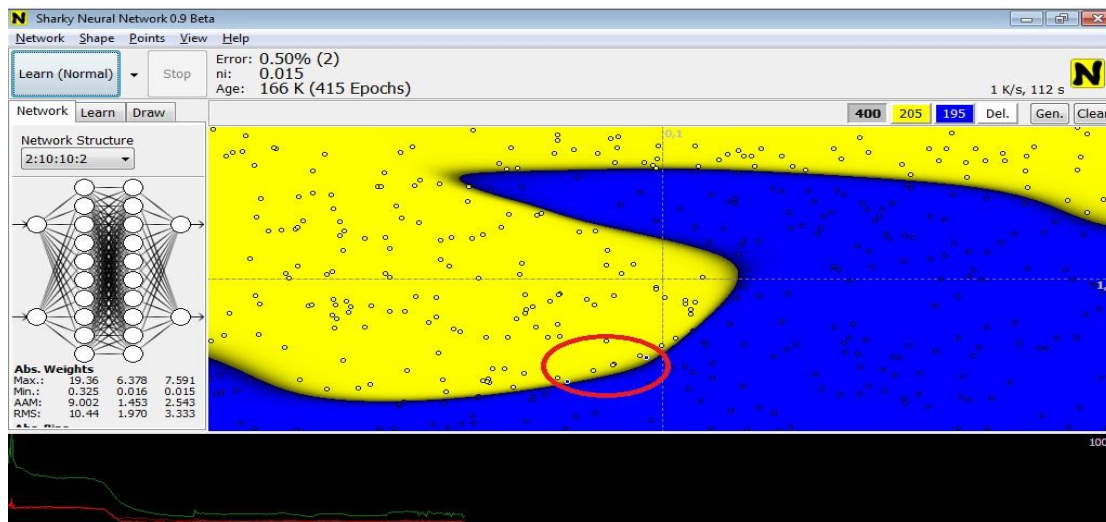 N Sharky Neural Network 0.9 Beta
Network Shape Points View Help
Learn (Normal) Stop
Error: 0.50% (2)
ni: 0.015
Age: 166 K (415 Epochs)
1 K/s, 112 s
N
Network Learn Draw
400 205 195 Del. Gen. Clear
Network Structure
2:10:10:2
0,1
1,
Abs. Weights
Max.: 19.36 6.378 7.591
Min.: 0.325 0.016 0.015
AAM: 9.002 1.453 2.543
RMS: 10.44 1.970 3.333
100